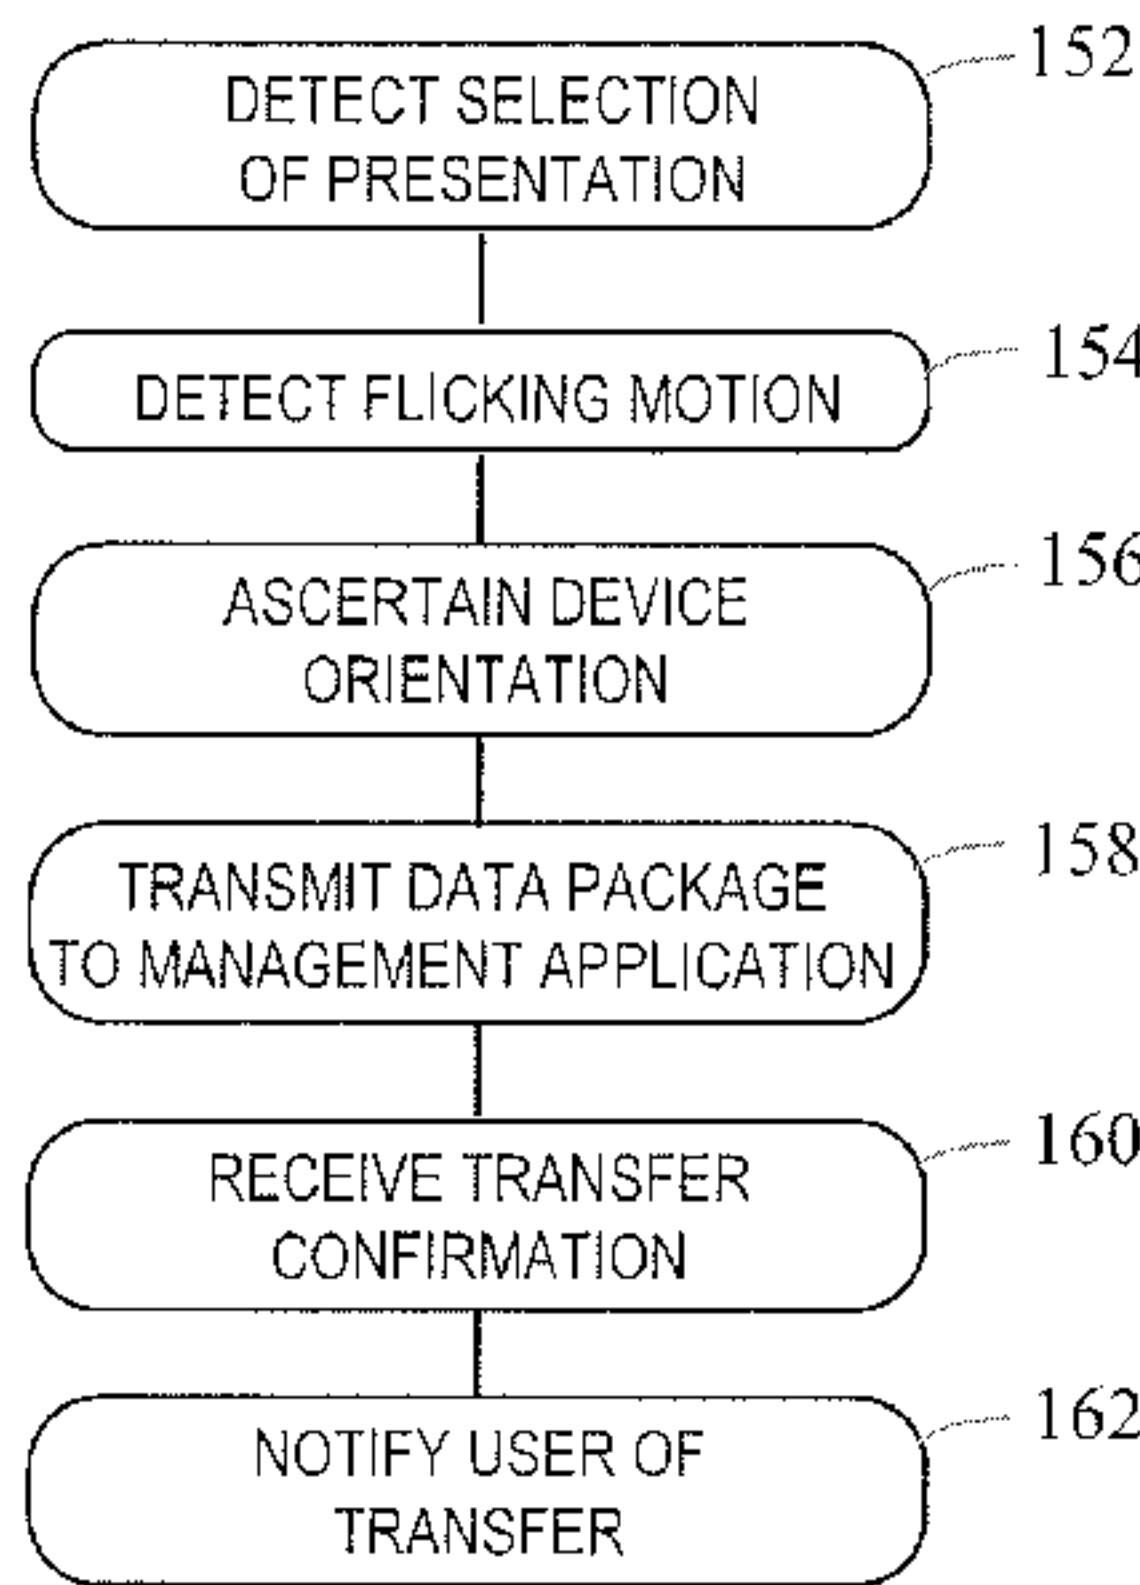 152
DETECT SELECTION
OF PRESENTATION
154
DETECT FLICKING MOTION
156
ASCERTAIN DEVICE
ORIENTATION
158
TRANSMIT DATA PACKAGE
TO MANAGEMENT APPLICATION
160
RECEIVE TRANSFER
CONFIRMATION
162
NOTIFY USER OF
TRANSFER